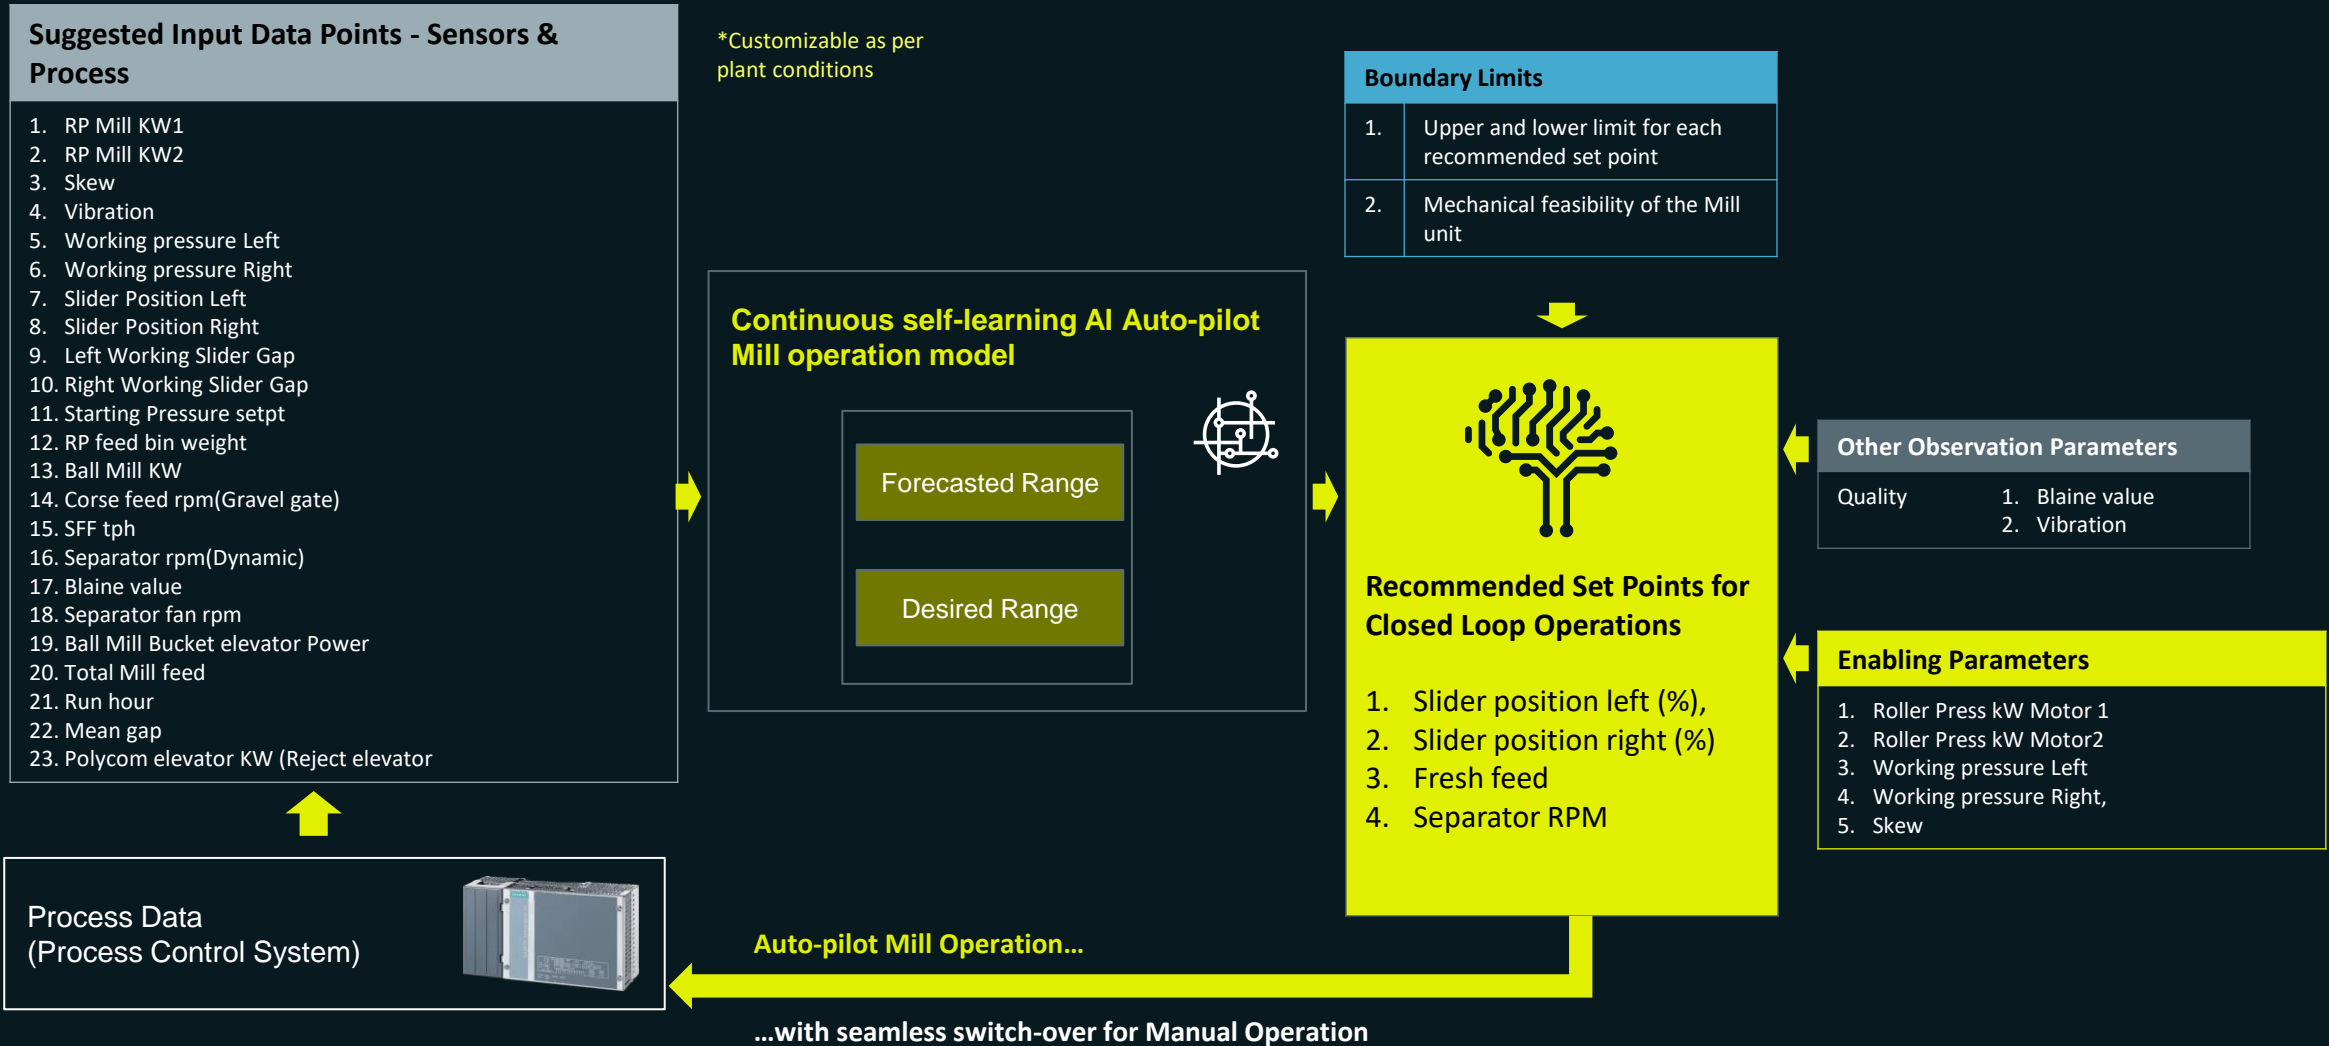 Suggested Input Data Points - Sensors &
Process
1. RP Mill KW1
2. RP Mill KW2
3. Skew
4. Vibration
5. Working pressure Left
6. Working pressure Right
7. Slider Position Left
8. Slider Position Right
9. Left Working Slider Gap
10. Right Working Slider Gap
11. Starting Pressure setpt
12. RP feed bin weight
13. Ball Mill KW
14. Corse feed rpm(Gravel gate)
15. SFF tph
16. Separator rpm(Dynamic)
17. Blaine value
18. Separator fan rpm
19. Ball Mill Bucket elevator Power
20. Total Mill feed
21. Run hour
22. Mean gap
23. Polycom elevator KW (Reject elevator
Process Data
(Process Control System)
*Customizable as per
plant conditions
Continuous self-learning AI Auto-pilot
Mill operation model
Forecasted Range
Desired Range
Boundary Limits
1. Upper and lower limit for each
recommended set point
2. Mechanical feasibility of the Mill
unit
Recommended Set Points for
Closed Loop Operations
1. Slider position left (%),
2. Slider position right (%)
3. Fresh feed
4. Separator RPM
Other Observation Parameters
Quality 1. Blaine value
2. Vibration
Enabling Parameters
1. Roller Press kW Motor 1
2. Roller Press kW Motor2
3. Working pressure Left
4. Working pressure Right,
5. Skew
Auto-pilot Mill Operation…
…with seamless switch-over for Manual Operation